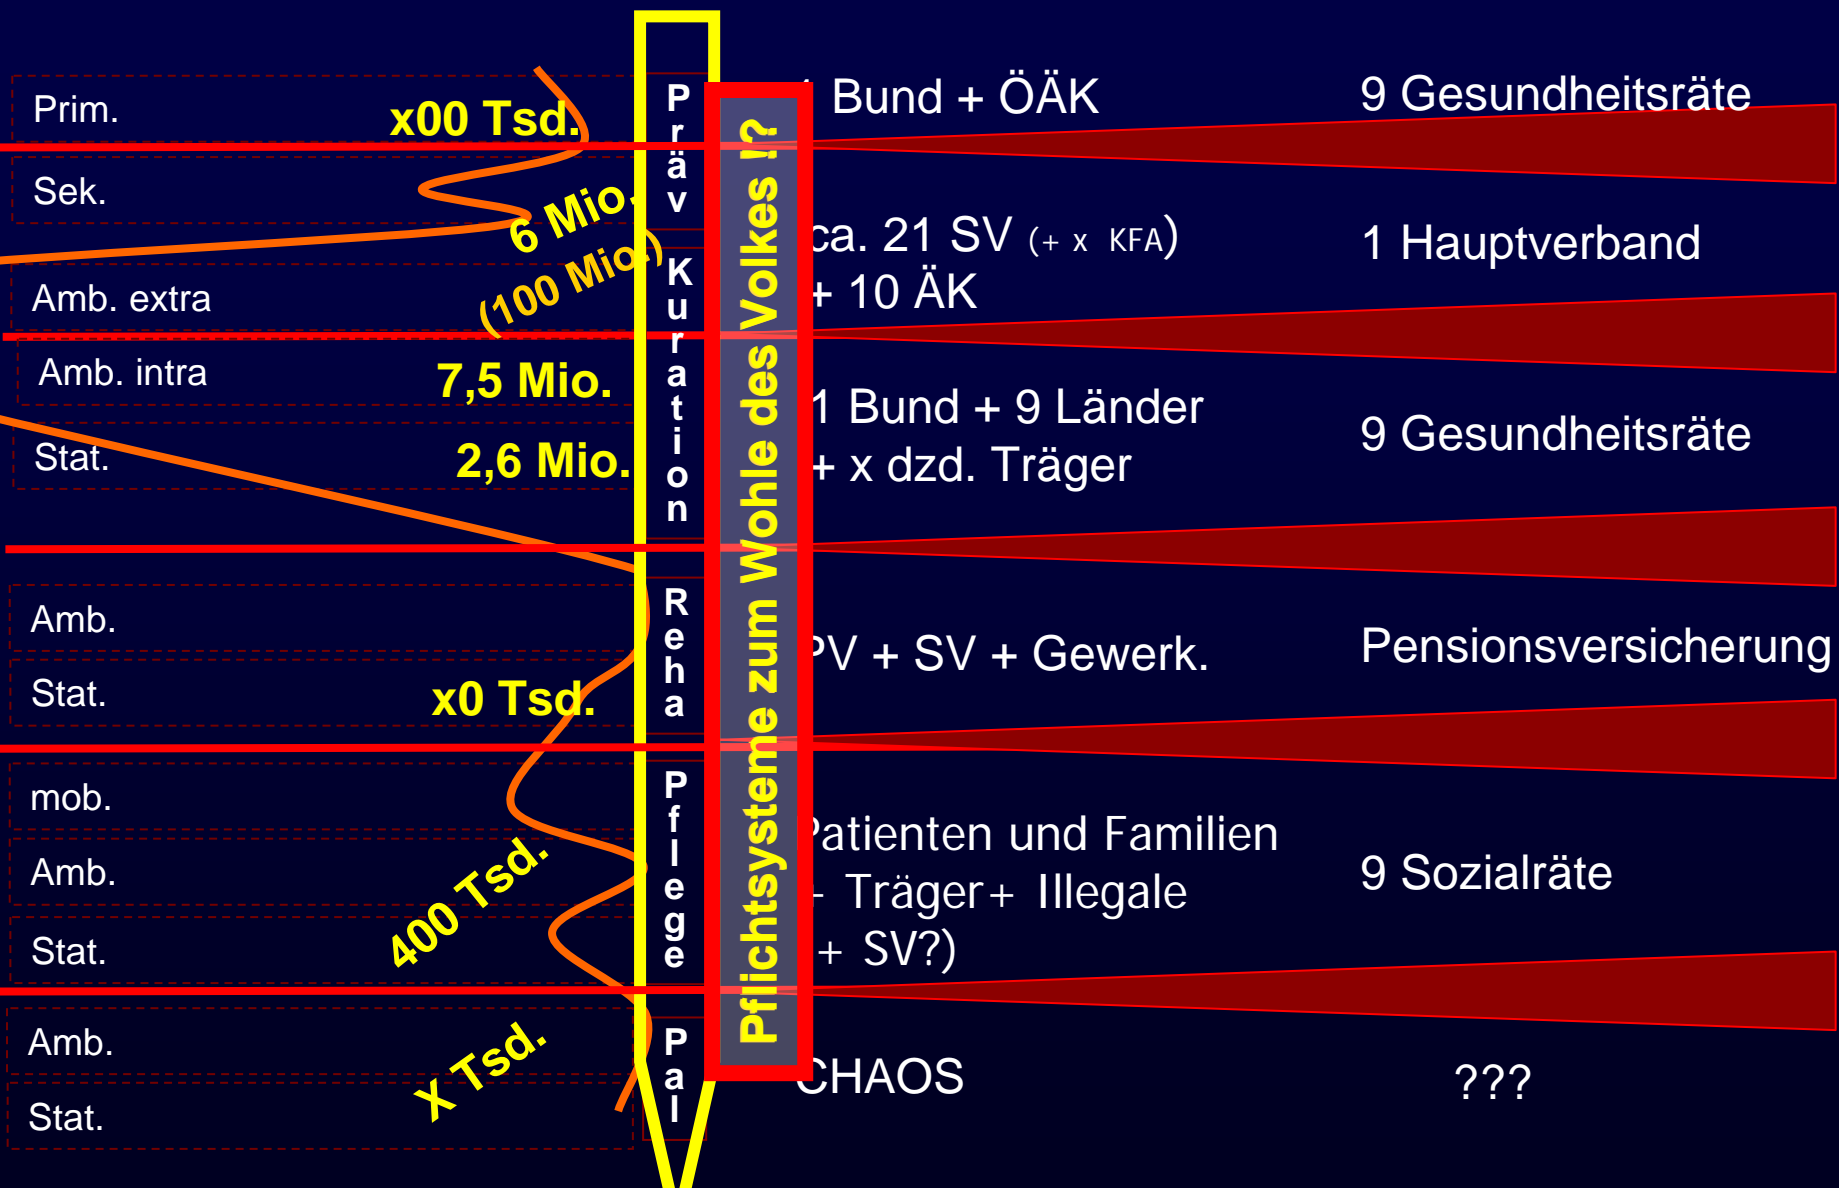 Prim.
x00 Tsd.
Sek.
6 Mio.
(100 Mio.)
Amb. extra
Amb. intra
7,5 Mio.
Stat.
2,6 Mio.
Amb.
Stat.
x0 Tsd.
mob.
Amb.
400 Tsd.
Stat.
Amb.
X Tsd.
Stat.
Präv
Kuration
Reha
Pflege
Pal
Pflichtsysteme zum Wohle des Volkes !?
1 Bund + ÖÄK
9 Gesundheitsräte
ca. 21 SV (+ x KFA)
+ 10 ÄK
1 Hauptverband
1 Bund + 9 Länder
+ x dzd. Träger
9 Gesundheitsräte
PV + SV + Gewerk.
Pensionsversicherung
Patienten und Familien
+ Träger+ Illegale
+ SV?)
9 Sozialräte
CHAOS
???